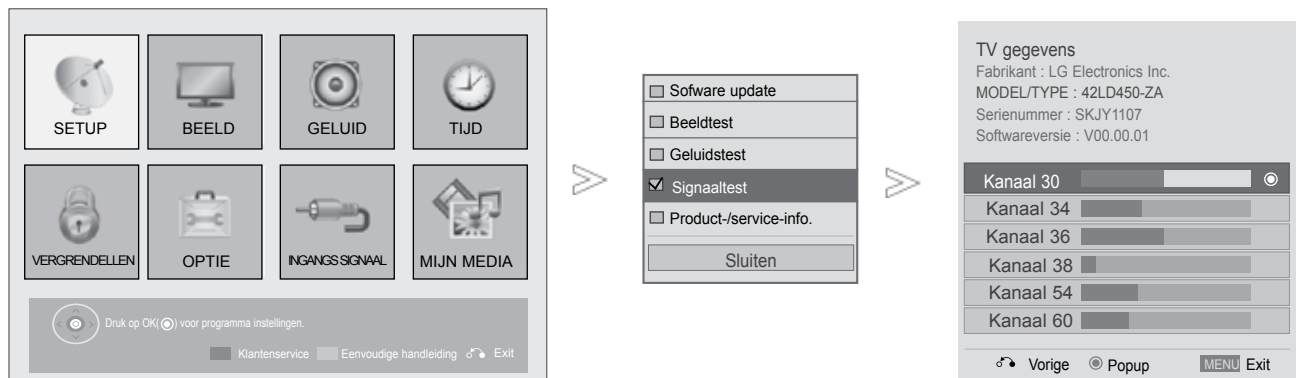 SETUP
BEELD
GELUID
TIJD
VERGRENDELLEN
OPTIE
INGANGS SIGNAAL
MIJN MEDIA
Druk op OK(◉) voor programma instellingen.
Klantenservice Eenvoudige handleiding Exit
Sofware update
Beeldtest
Geluidstest
Signaaltest
Product-/service-info.
Sluiten
TV gegevens
Fabrikant : LG Electronics Inc.
MODEL/TYPE : 42LD450-ZA
Serienummer : SKJY1107
Softwareversie : V00.00.01
Kanaal 30
Kanaal 34
Kanaal 36
Kanaal 38
Kanaal 54
Kanaal 60
Vorige Popup MENU Exit